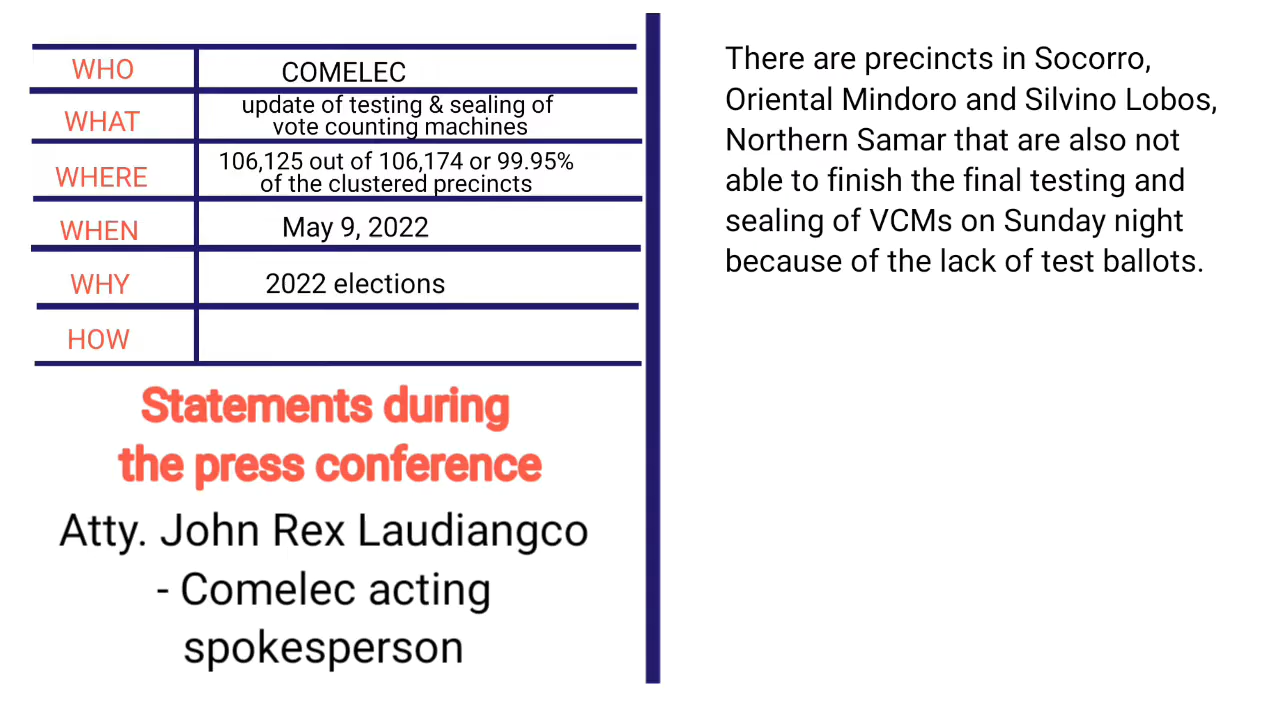 WHO COMELEC
WHAT update of testing & sealing of
vote counting machines
WHERE 106,125 out of 106,174 or 99.95%
of the clustered precincts
WHEN May 9, 2022
WHY 2022 elections
HOW
Statements during
the press conference
Atty. John Rex Laudiangco
- Comelec acting
spokesperson
There are precincts in Socorro,
Oriental Mindoro and Silvino Lobos,
Northern Samar that are also not
able to finish the final testing and
sealing of VCMs on Sunday night
because of the lack of test ballots.